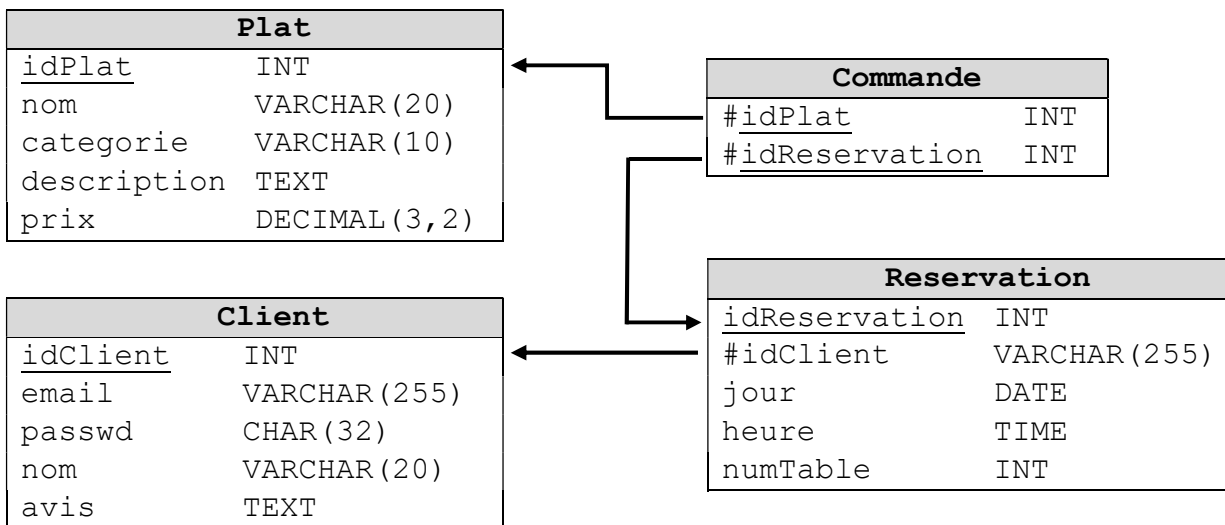 Plat
idPlat INT
nom VARCHAR(20)
categorie VARCHAR(10)
description TEXT
prix DECIMAL(3,2)
Commande
#idPlat INT
#idReservation INT
Client
idClient INT
email VARCHAR(255)
passwd CHAR(32)
nom VARCHAR(20)
avis TEXT
Reservation
idReservation INT
#idClient VARCHAR(255)
jour DATE
heure TIME
numTable INT